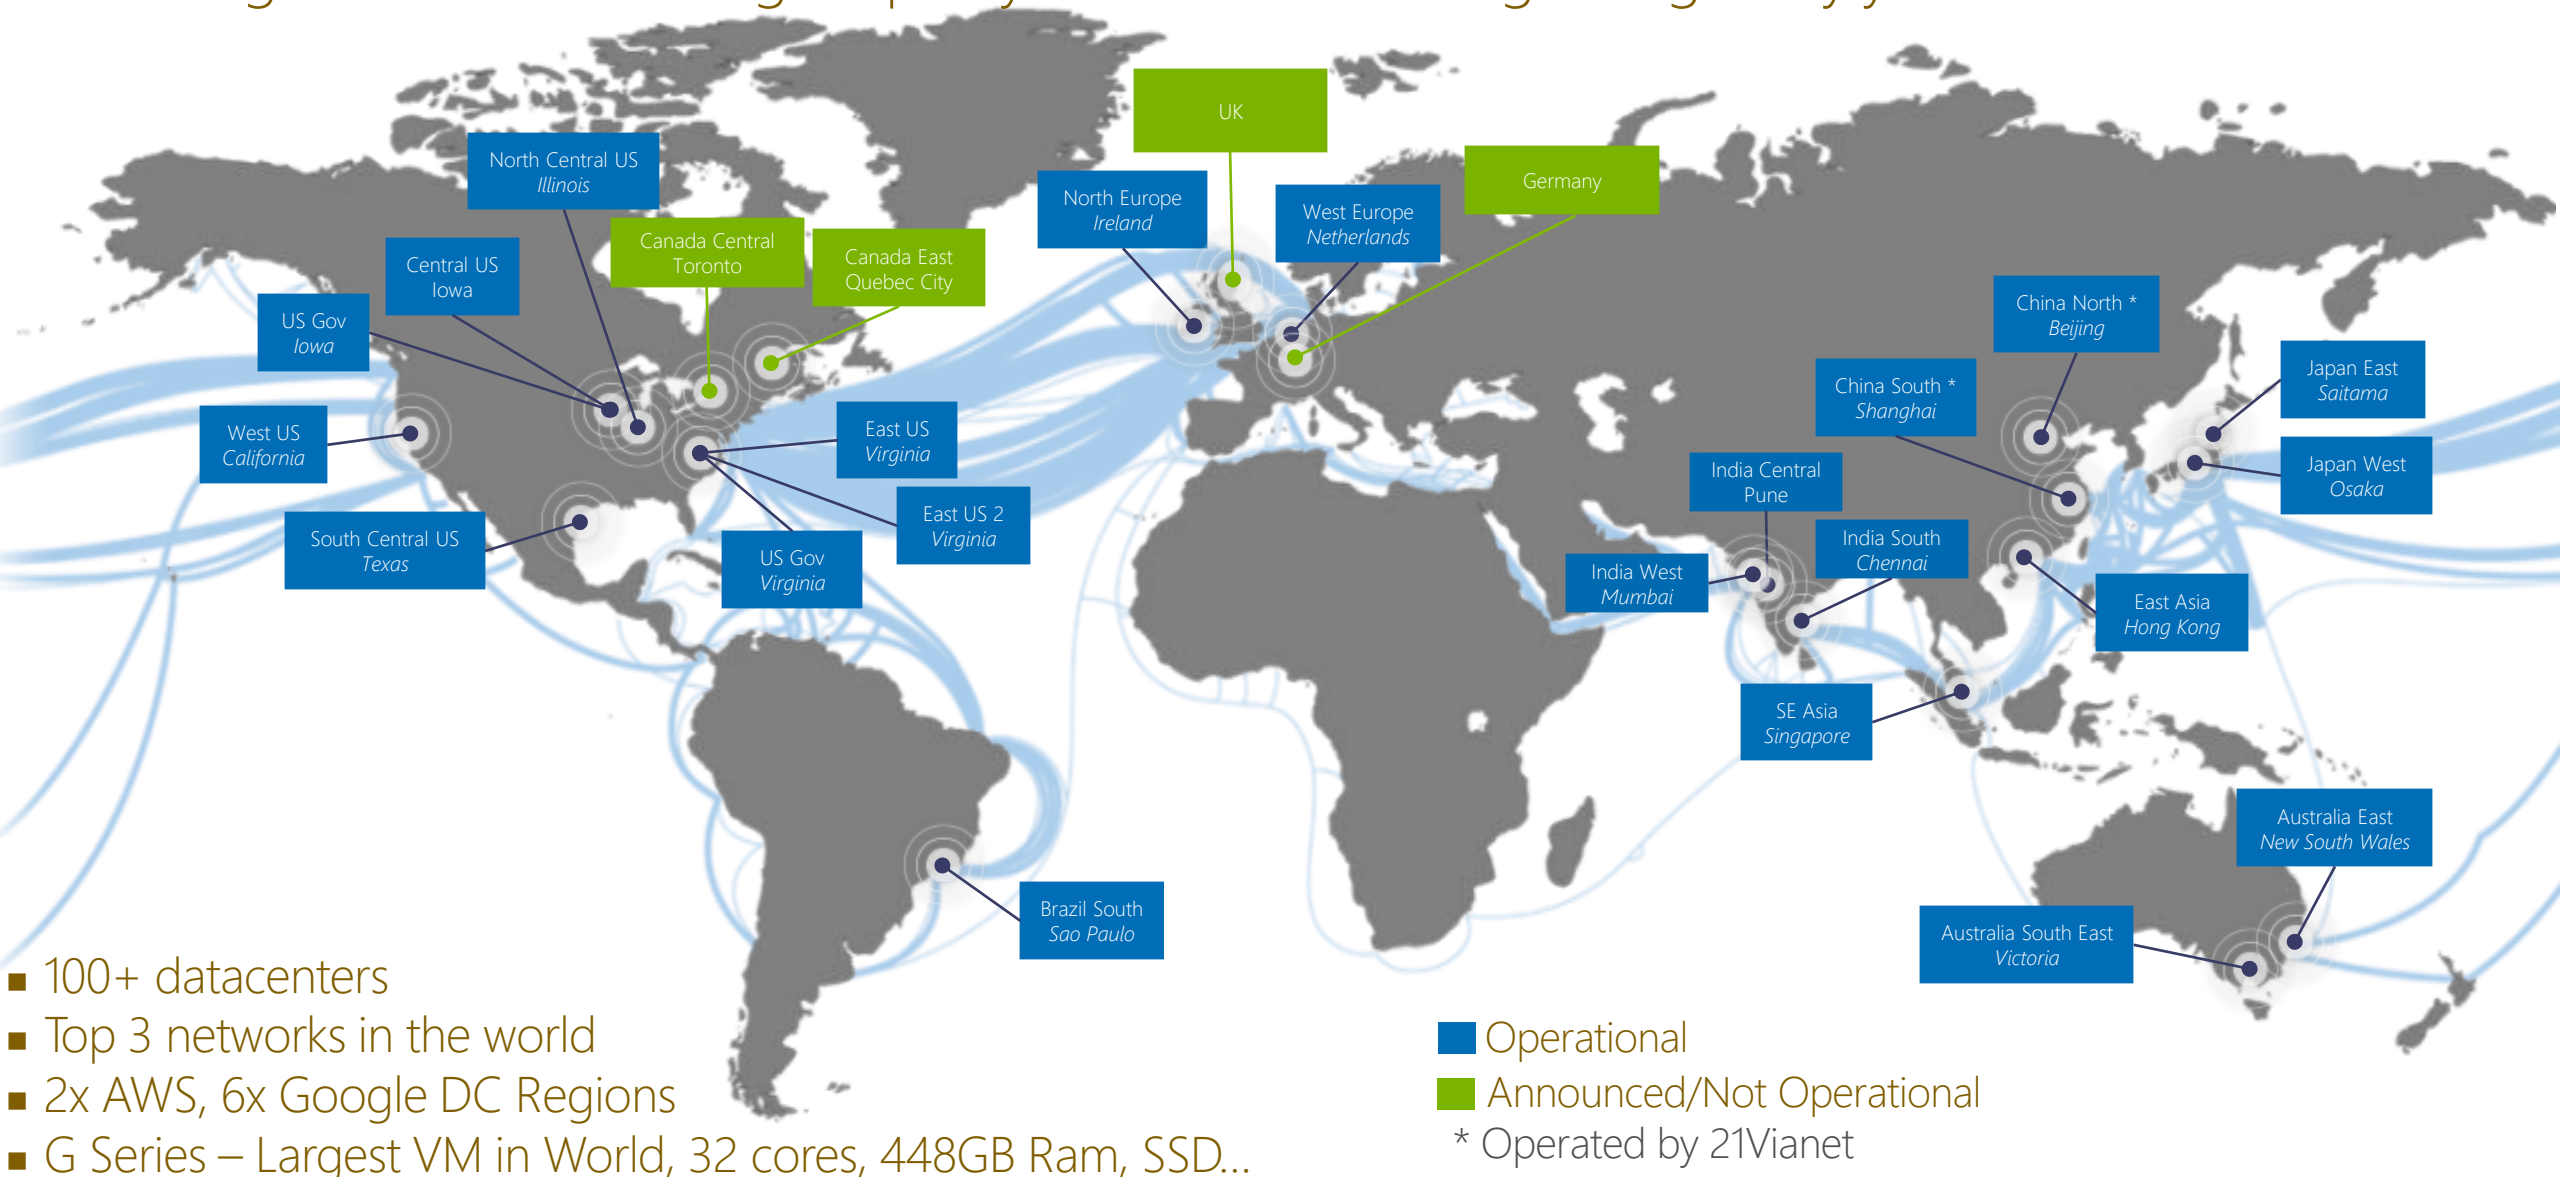 UK
North Central US
Illinois
Germany
North Europe
Ireland
West Europe
Netherlands
Canada Central
Toronto
Canada East
Quebec City
Central US
Iowa
US Gov
Iowa
China North *
Beijing
China South *
Shanghai
Japan East
Saitama
West US
California
East US
Virginia
Japan West
Osaka
India Central
Pune
East US 2
Virginia
South Central US
Texas
US Gov
Virginia
India South
Chennai
India West
Mumbai
East Asia
Hong Kong
SE Asia
Singapore
Australia East
New South Wales
Brazil South
Sao Paulo
Australia South East
Victoria
▪ 100+ datacenters
▪ Top 3 networks in the world
▪ 2x AWS, 6x Google DC Regions
▪ G Series – Largest VM in World, 32 cores, 448GB Ram, SSD...
Operational
Announced/Not Operational
* Operated by 21Vianet